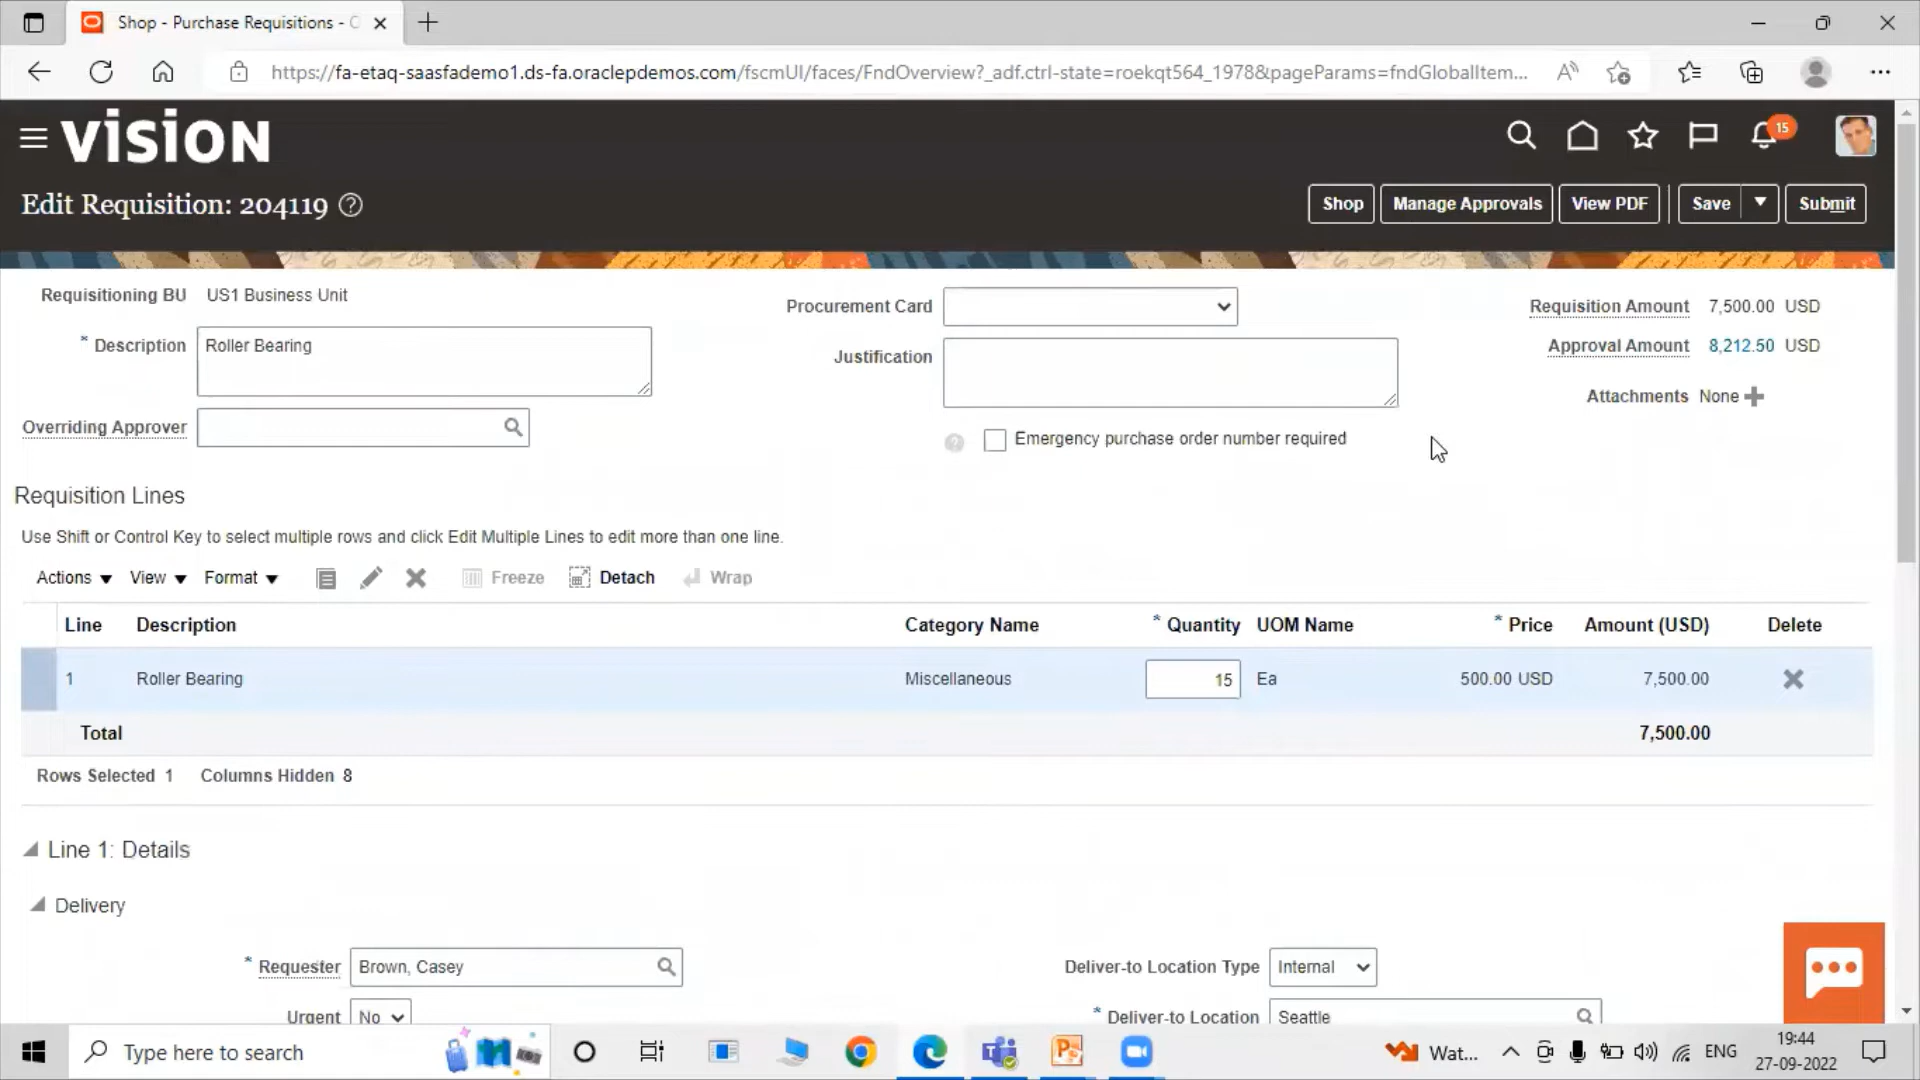 Shop - Purchase Requisitions - O
https://fa-etaq-saasfademo1.ds-fa.oraclepdemos.com/fscmUI/faces/FndOverview?_adf.ctrl-state=roekqt564_1978&pageParams=fndGlobalItem...
VISION
15
Edit Requisition: 204119
Shop Manage Approvals View PDF Save Submit
Requisitioning BU US1 Business Unit
* Description Roller Bearing
Overriding Approver
Procurement Card
Justification
Emergency purchase order number required
Requisition Amount 7,500.00 USD
Approval Amount 8,212.50 USD
Attachments None
Requisition Lines
Use Shift or Control Key to select multiple rows and click Edit Multiple Lines to edit more than one line.
Actions View Format Freeze Detach Wrap
Line Description Category Name * Quantity UOM Name * Price Amount (USD) Delete
1 Roller Bearing Miscellaneous 15 Ea 500.00 USD 7,500.00
Total 7,500.00
Rows Selected 1 Columns Hidden 8
Line 1: Details
Delivery
* Requester Brown, Casey Deliver-to Location Type Internal
Urgent No * Deliver-to Location Seattle
Type here to search Wat... ENG 19:44
27-09-2022